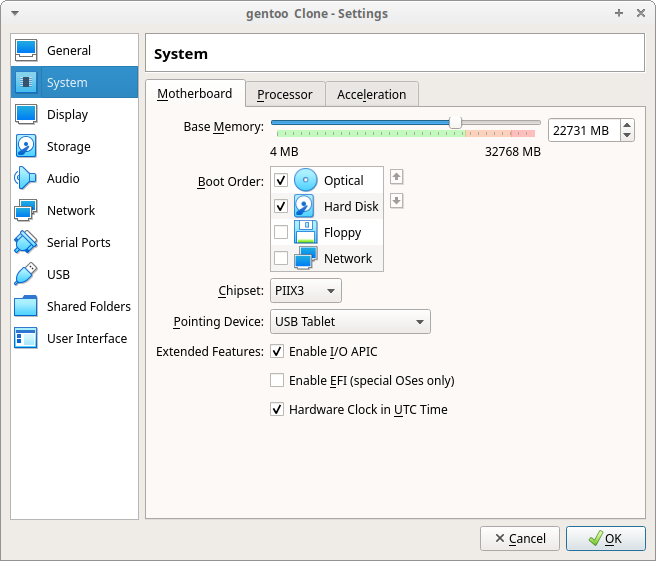 gentoo Clone - Settings
General
System
Display
Storage
Audio
Network
Serial Ports
USB
Shared Folders
User Interface
System
Motherboard Processor Acceleration
Base Memory: 22731 MB
4 MB 32768 MB
Boot Order: Optical
Hard Disk
Floppy
Network
Chipset: PIIX3
Pointing Device: USB Tablet
Extended Features: Enable I/O APIC
Enable EFI (special OSes only)
Hardware Clock in UTC Time
Cancel OK